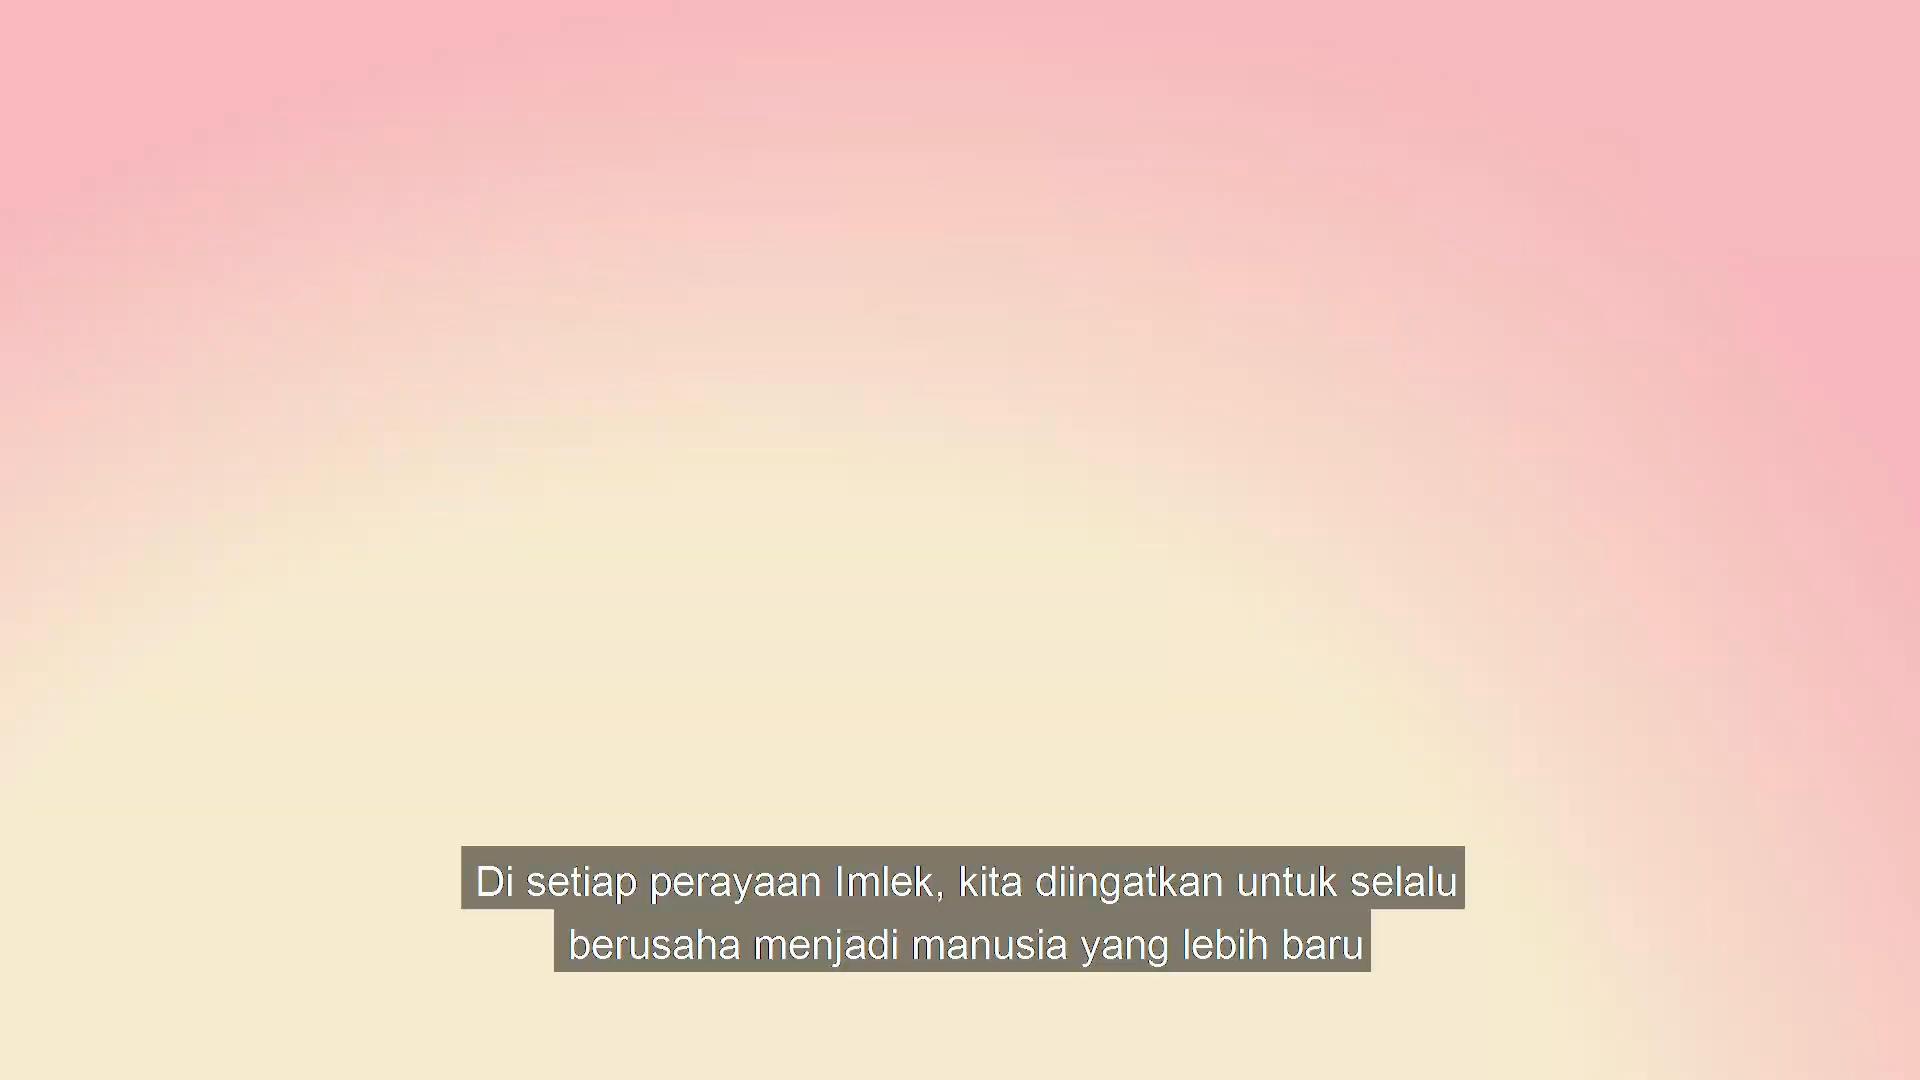 Di setiap perayaan Imlek, kita diingatkan untuk selalu
berusaha menjadi manusia yang lebih baru